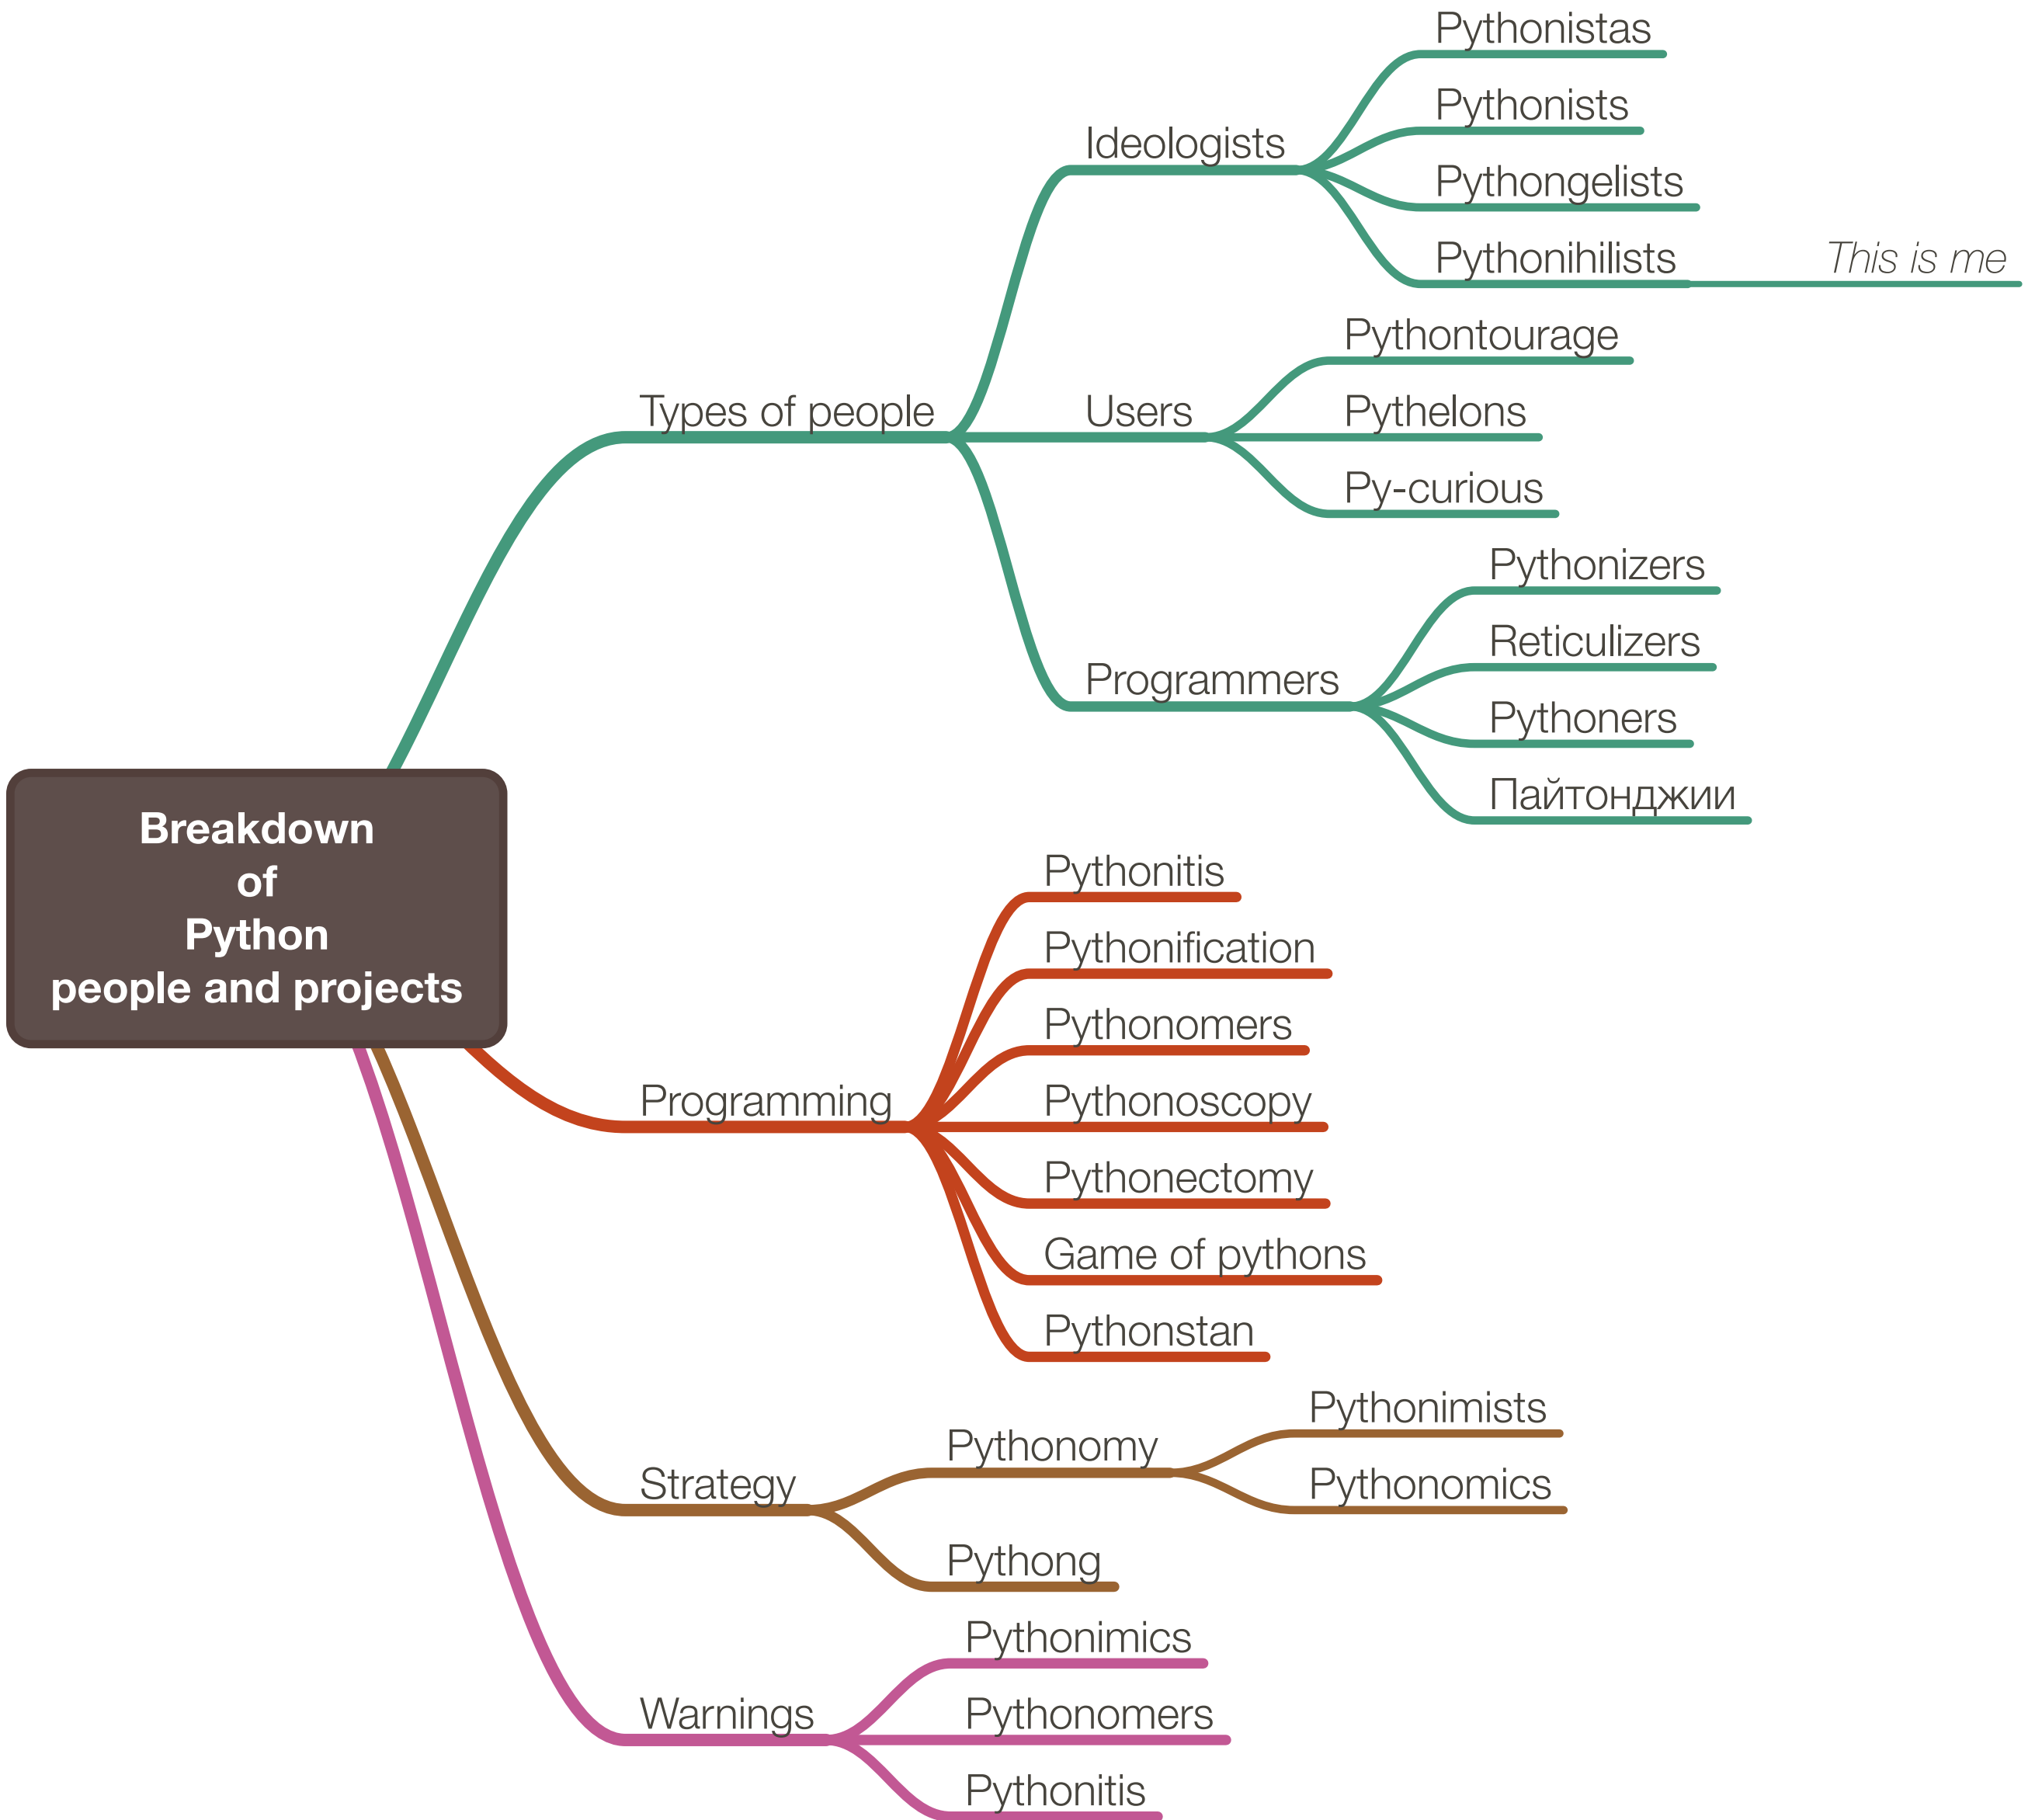 Pythonistas
Pythonists
Ideologists
Pythongelists
Pythonihilists
This is me
Pythontourage
Types of people
Users
Pythelons
Py-curious
Pythonizers
Reticulizers
Programmers
Pythoners
Пайтонджии
Breakdown
of
Python
people and projects
Pythonitis
Pythonification
Pythonomers
Programming
Pythonoscopy
Pythonectomy
Game of pythons
Pythonstan
Pythonimists
Pythonomy
Strategy
Pythonomics
Pythong
Pythonimics
Warnings
Pythonomers
Pythonitis